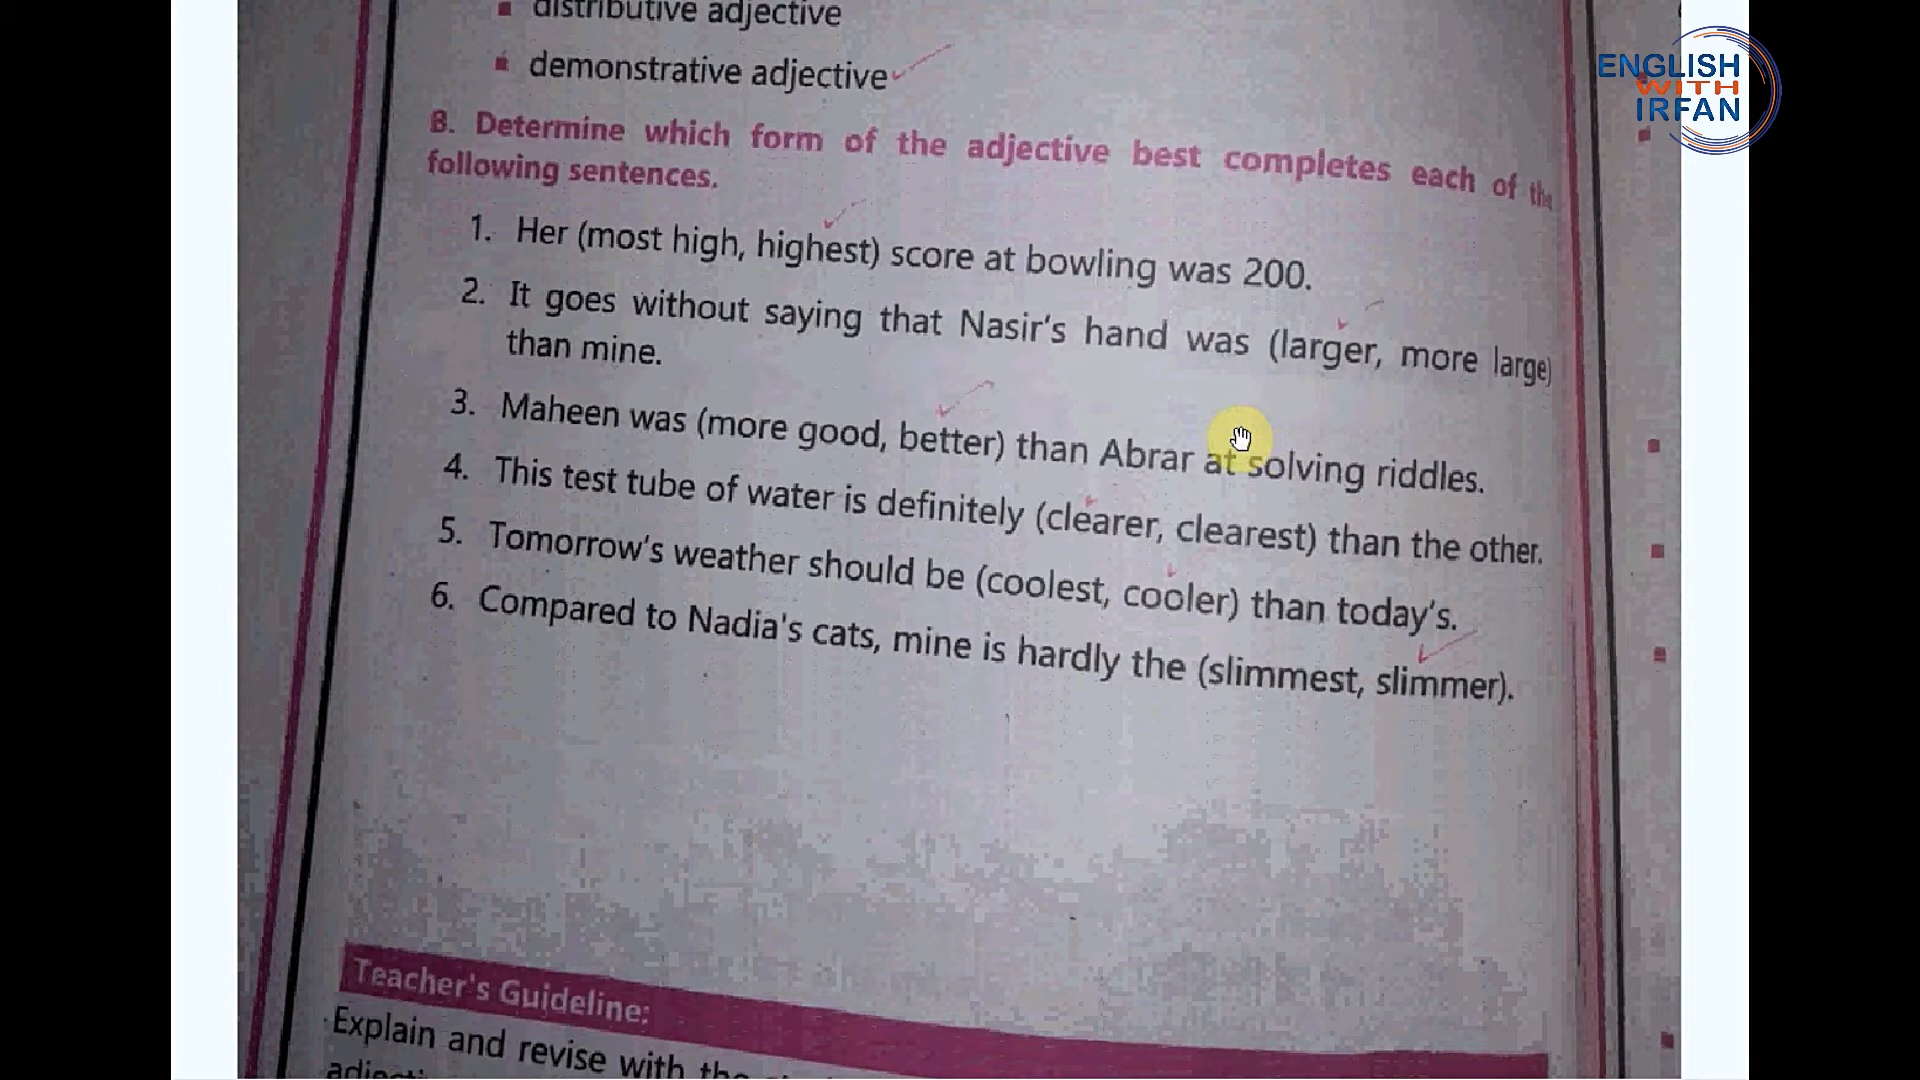 distributive adjective
demonstrative adjective
ENGLISH
WITH
IRFAN
B. Determine which form of the adjective best completes each of the
following sentences.
1. Her (most high, highest) score at bowling was 200.
2. It goes without saying that Nasir's hand was (larger, more large)
than mine.
3. Maheen was (more good, better) than Abrar at solving riddles.
4. This test tube of water is definitely (clearer, clearest) than the other.
5. Tomorrow's weather should be (coolest, cooler) than today's.
6. Compared to Nadia's cats, mine is hardly the (slimmest, slimmer).
Teacher's Guideline:
Explain and revise with the